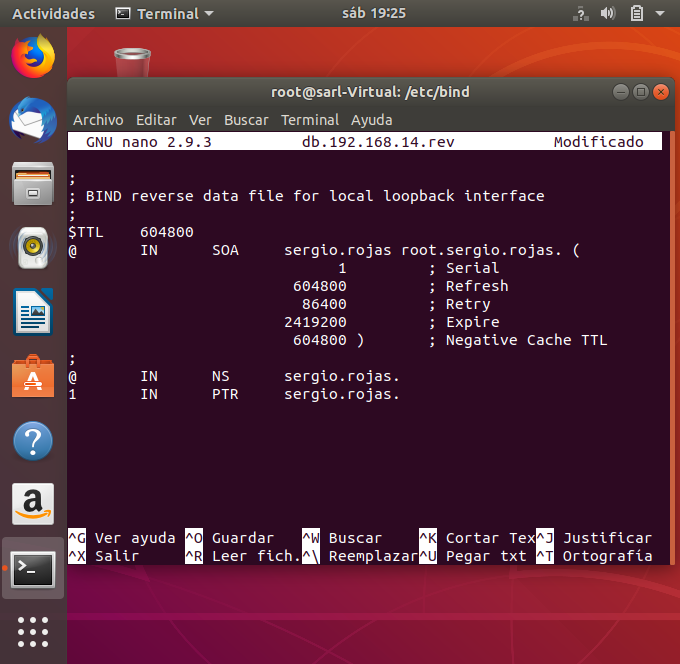 Actividades Terminal sáb 19:25
root@sarl-Virtual: /etc/bind
Archivo Editar Ver Buscar Terminal Ayuda
GNU nano 2.9.3 db.192.168.14.rev Modificado
;
; BIND reverse data file for local loopback interface
;
$TTL 604800
@ IN SOA sergio.rojas root.sergio.rojas. (
1 ; Serial
604800 ; Refresh
86400 ; Retry
2419200 ; Expire
604800 ) ; Negative Cache TTL
;
@ IN NS sergio.rojas.
1 IN PTR sergio.rojas.
^G Ver ayuda ^O Guardar ^W Buscar ^K Cortar Tex^J Justificar
^X Salir ^R Leer fich.^\ Reemplazar^U Pegar txt ^T Ortografía